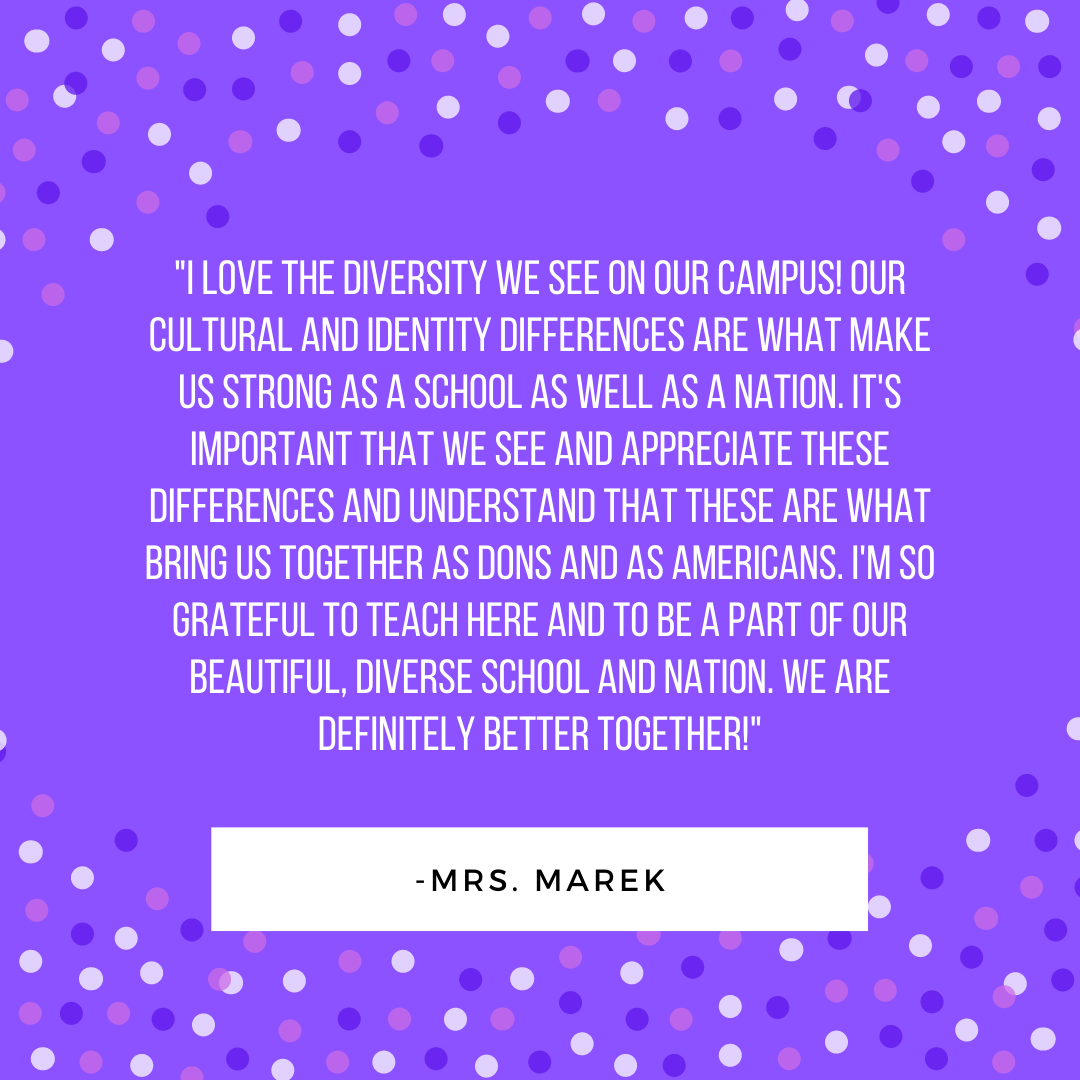 "I LOVE THE DIVERSITY WE SEE ON OUR CAMPUS! OUR
CULTURAL AND IDENTITY DIFFERENCES ARE WHAT MAKE
US STRONG AS A SCHOOL AS WELL AS A NATION. IT'S
IMPORTANT THAT WE SEE AND APPRECIATE THESE
DIFFERENCES AND UNDERSTAND THAT THESE ARE WHAT
BRING US TOGETHER AS DONS AND AS AMERICANS. I'M SO
GRATEFUL TO TEACH HERE AND TO BE A PART OF OUR
BEAUTIFUL, DIVERSE SCHOOL AND NATION. WE ARE
DEFINITELY BETTER TOGETHER!"
-MRS. MAREK